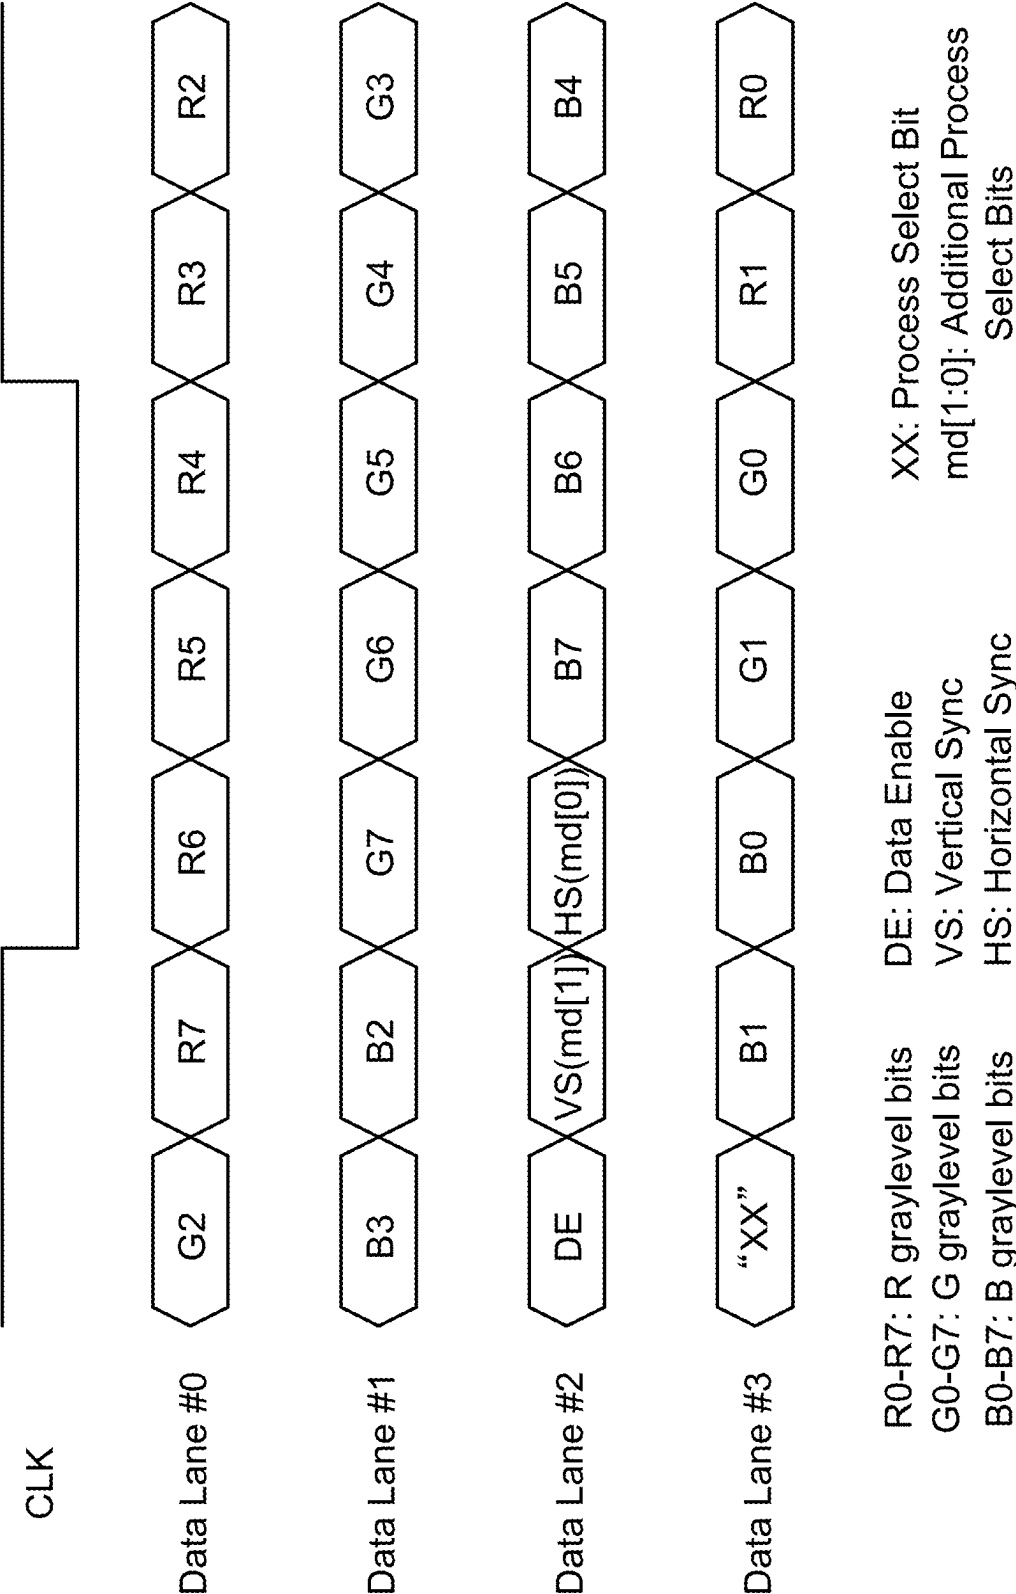 CLK
Data Lane #0 G2 R7 R6 R5 R4 R3 R2
Data Lane #1 B3 B2 G7 G6 G5 G4 G3
Data Lane #2 DE VS(md[1]) HS(md[0]) B7 B6 B5 B4
Data Lane #3 “XX” B1 B0 G1 G0 R1 R0
R0-R7: R graylevel bits
G0-G7: G graylevel bits
B0-B7: B graylevel bits
DE: Data Enable
VS: Vertical Sync
HS: Horizontal Sync
XX: Process Select Bit
md[1:0]: Additional Process
Select Bits